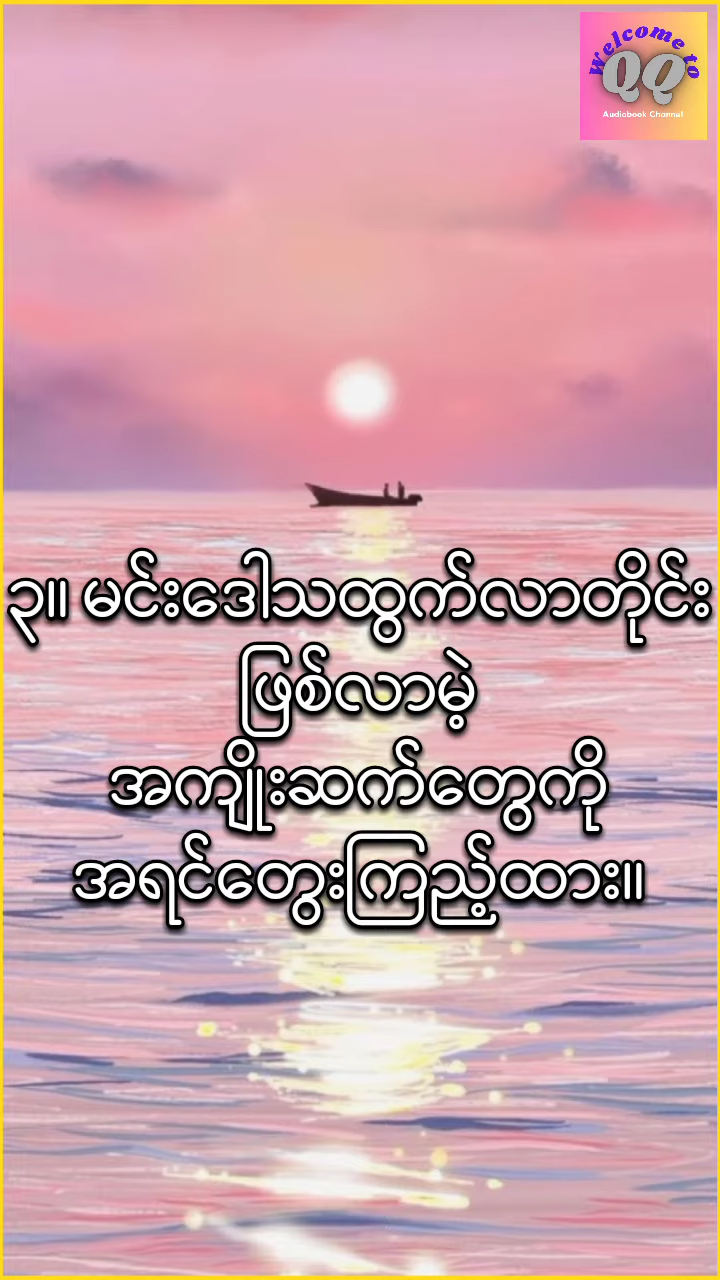 Welcome to
QQ
Audiobook Channel
၃။ မင်းဒေါသထွက်လာတိုင်း
ဖြစ်လာမဲ့
အကျိုးဆက်တွေကို
အရင်တွေးကြည့်ထား။